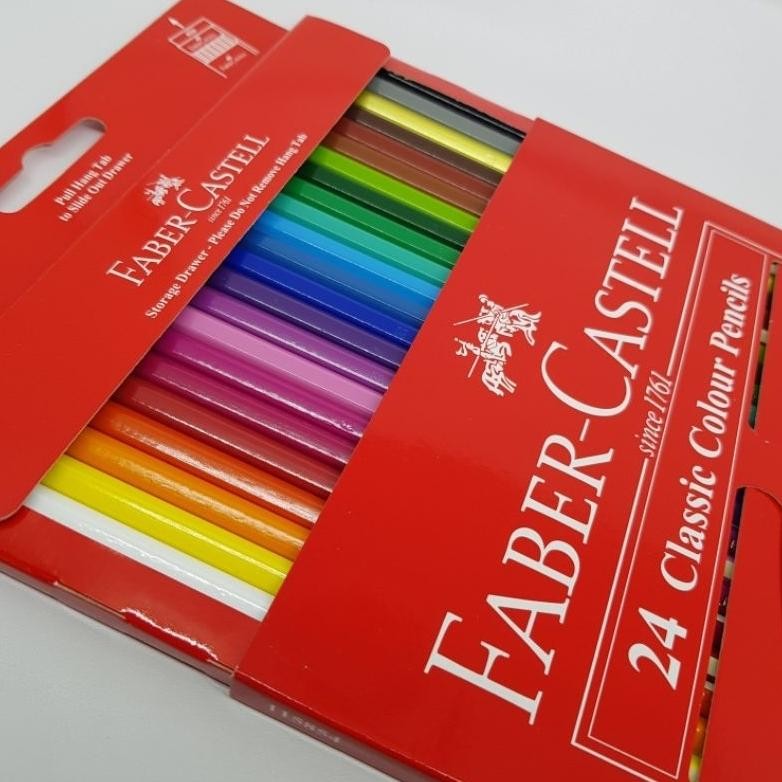 Pull Hang Tab
to Slide Out Drawer
FABER-CASTELL
since 1761
Storage Drawer - Please Do Not Remove Hang Tab
FABER-CASTELL
since 1761
24 Classic Colour Pencils
115854